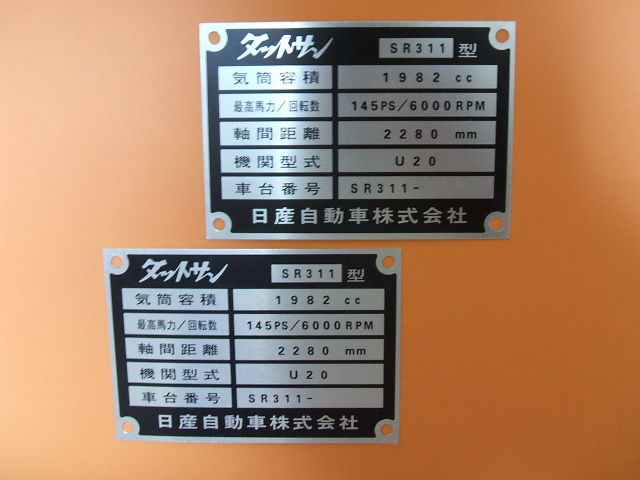 ダットサン SR311 型
気筒容積 1982 cc
最高馬力/回転数 145PS/6000RPM
軸間距離 2280 mm
機関型式 U20
車台番号 SR311-
日産自動車株式会社
ダットサン SR311 型
気筒容積 1982 cc
最高馬力/回転数 145PS/6000RPM
軸間距離 2280 mm
機関型式 U20
車台番号 SR311-
日産自動車株式会社